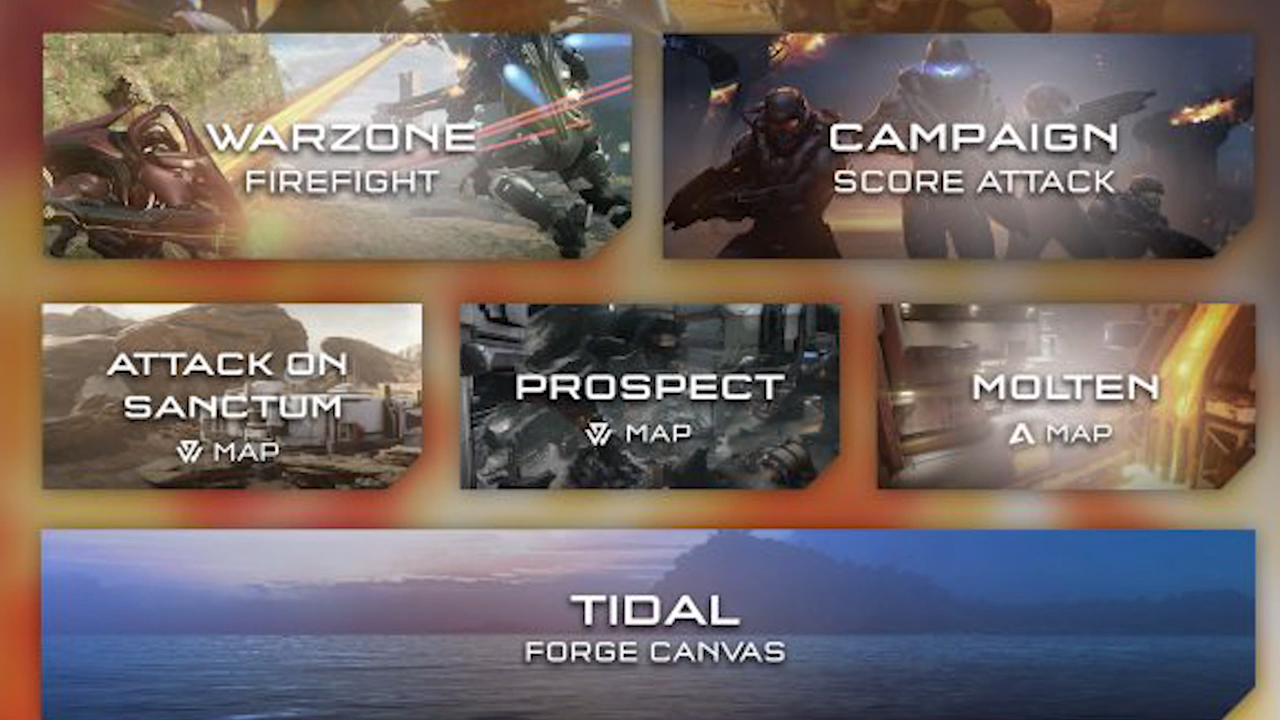 WARZONE
FIREFIGHT
CAMPAIGN
SCORE ATTACK
ATTACK ON
SANCTUM
MAP
PROSPECT
MAP
MOLTEN
MAP
TIDAL
FORGE CANVAS